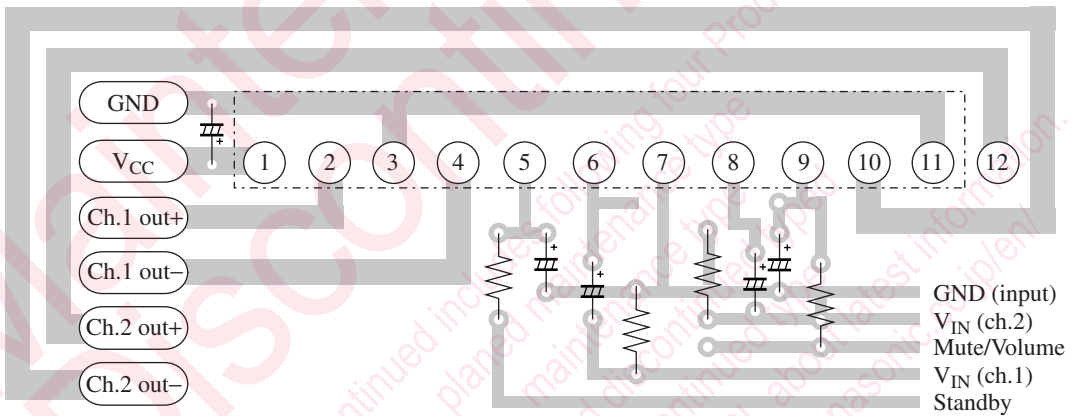 GND
VCC
1 2 3 4 5 6 7 8 9 10 11 12
Ch.1 out+
Ch.1 out−
Ch.2 out+
Ch.2 out−
+
+
+
+
+
GND (input)
VIN (ch.2)
Mute/Volume
VIN (ch.1)
Standby